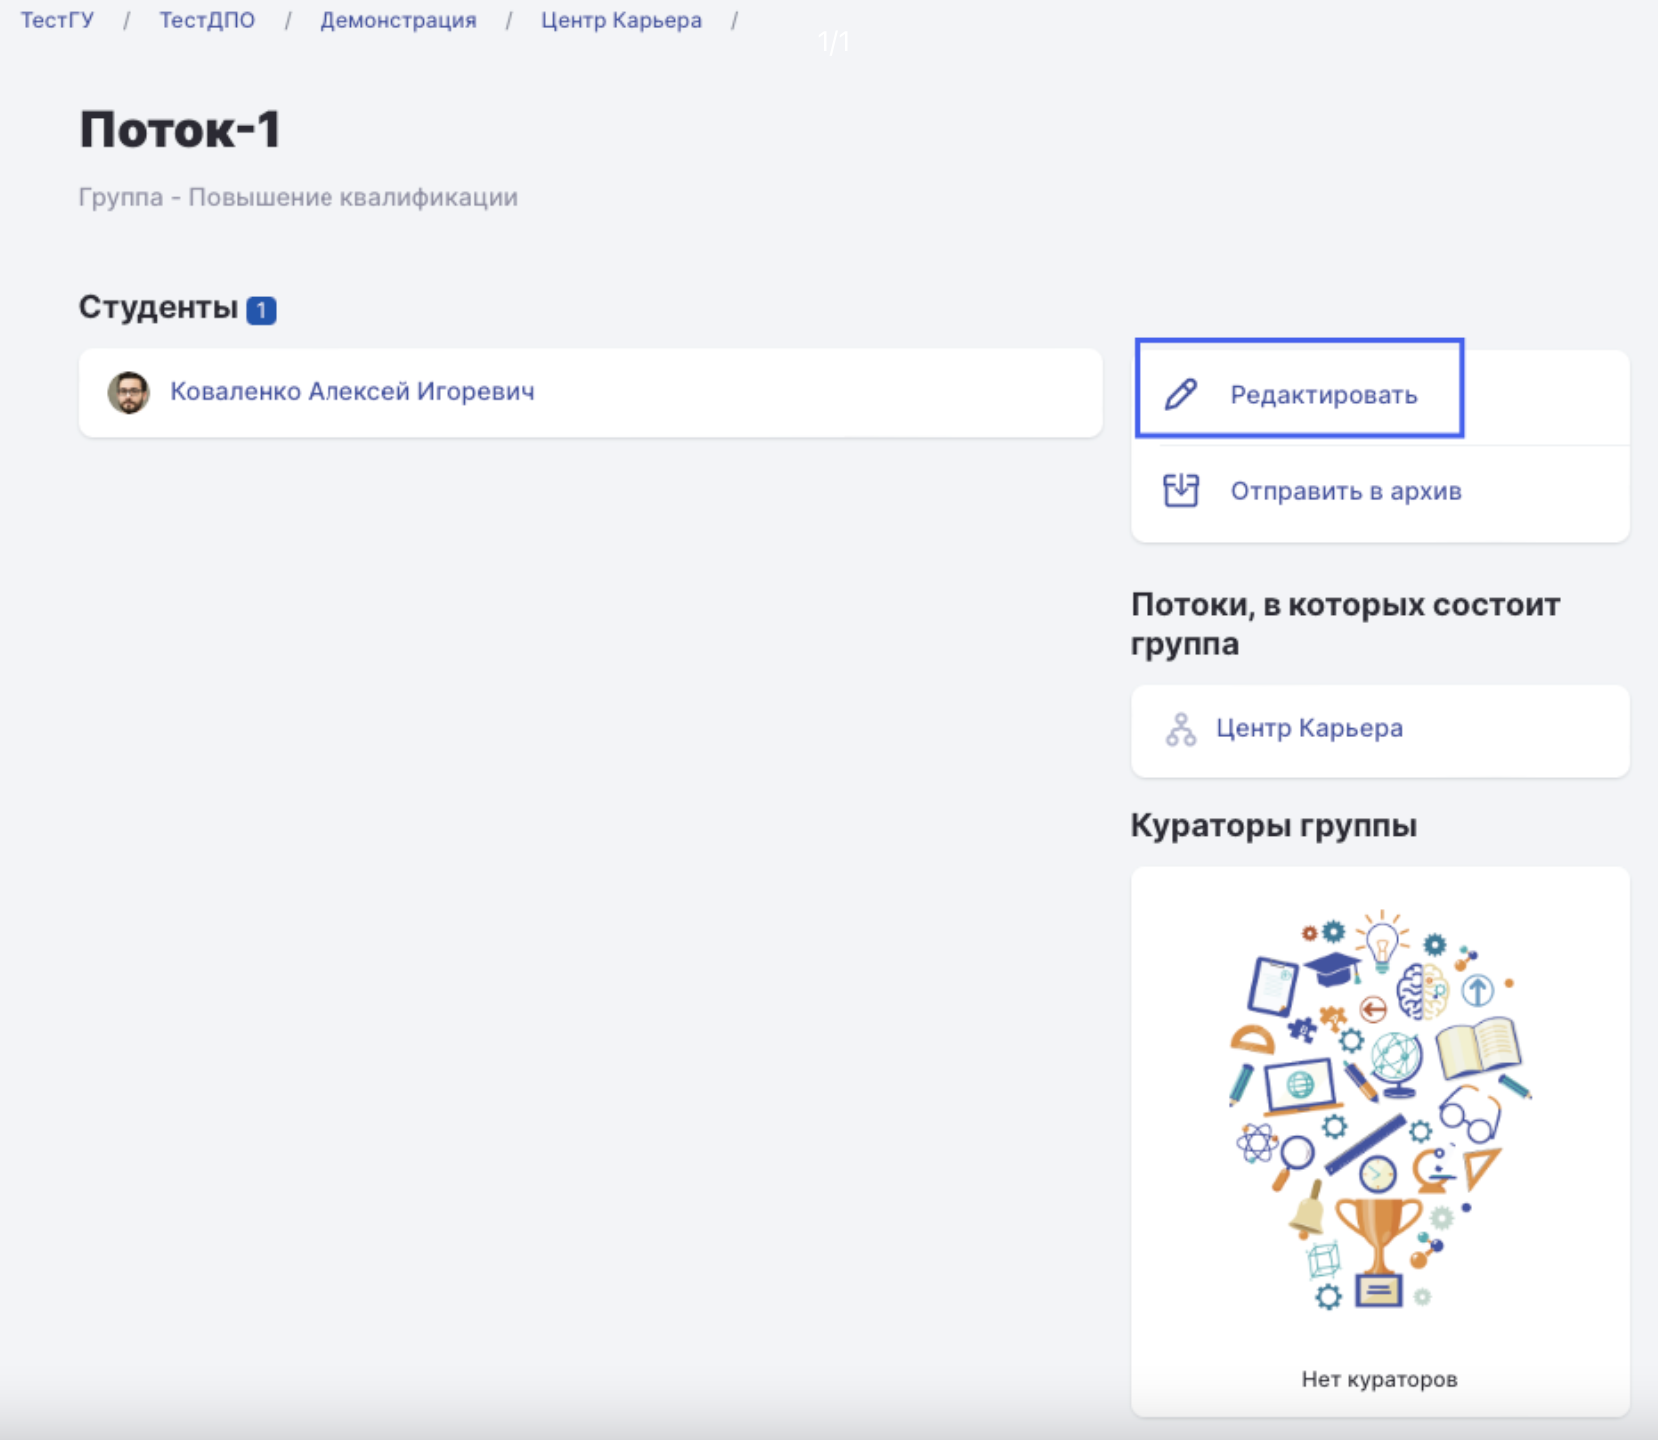 ТестГУ / ТестДПО / Демонстрация / Центр Карьера /
1/1
Поток-1
Группа - Повышение квалификации
Студенты 1
Коваленко Алексей Игоревич
Редактировать
Отправить в архив
Потоки, в которых состоит
группа
Центр Карьера
Кураторы группы
Нет кураторов